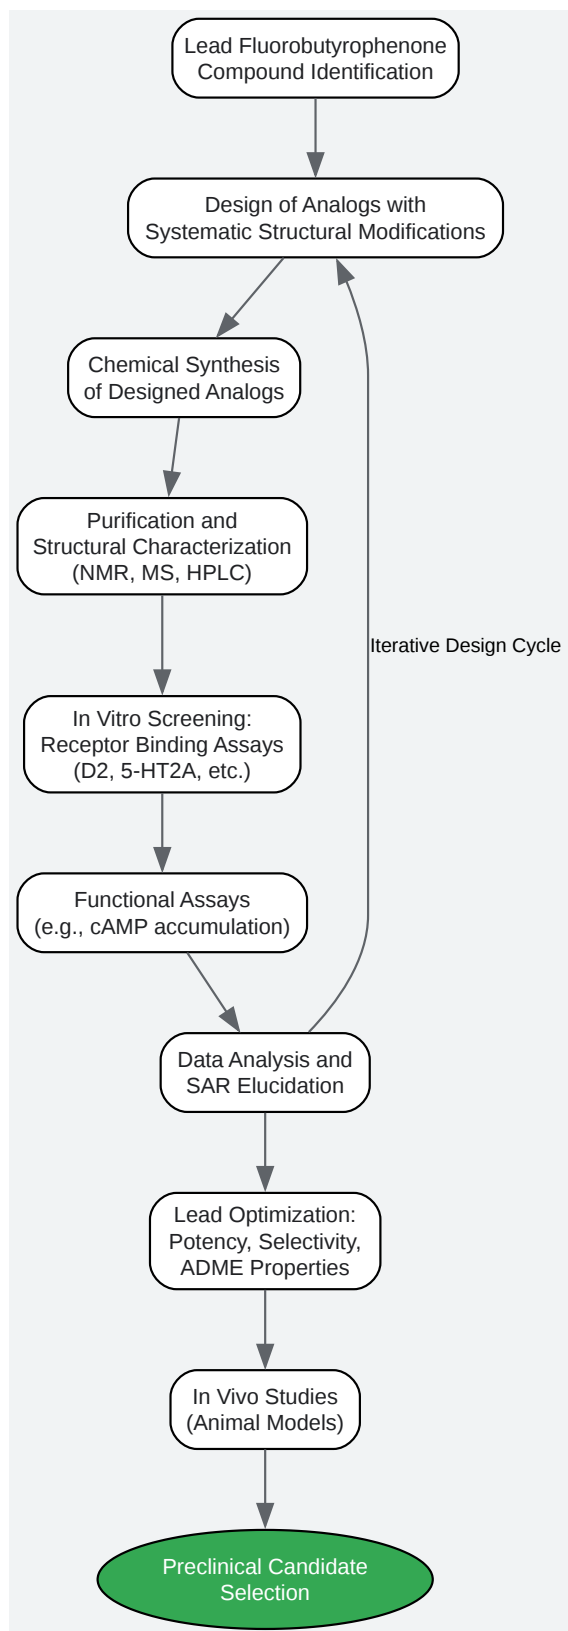 Lead Fluorobutyrophenone
Compound Identification
Design of Analogs with
Systematic Structural Modifications
Chemical Synthesis
of Designed Analogs
Purification and
Structural Characterization
(NMR, MS, HPLC)
Iterative Design Cycle
In Vitro Screening:
Receptor Binding Assays
(D2, 5-HT2A, etc.)
Functional Assays
(e.g., cAMP accumulation)
Data Analysis and
SAR Elucidation
Lead Optimization:
Potency, Selectivity,
ADME Properties
In Vivo Studies
(Animal Models)
Preclinical Candidate
Selection